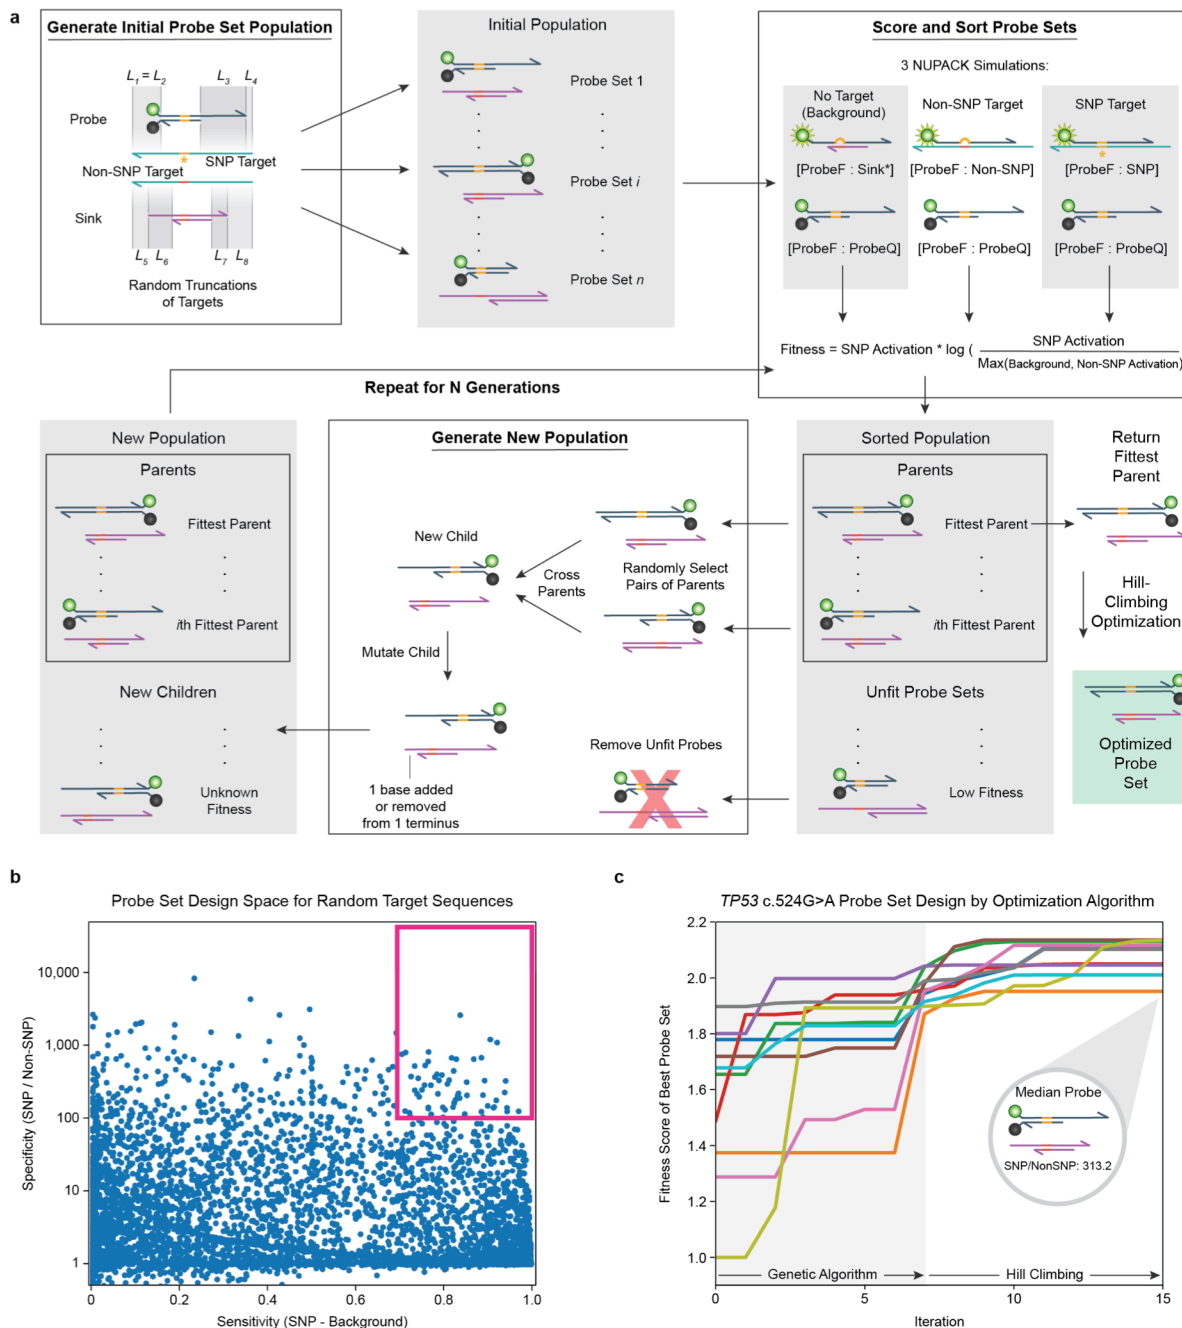 a
Generate Initial Probe Set Population
L1 = L2
L3
L4
Probe
SNP Target
*
Non-SNP Target
Sink
L5
L6
L7
L8
Random Truncations
of Targets
Initial Population
Probe Set 1
Probe Set i
Probe Set n
Score and Sort Probe Sets
3 NUPACK Simulations:
No Target
(Background)
Non-SNP Target
SNP Target
*
[ProbeF : Sink*]
[ProbeF : Non-SNP]
[ProbeF : SNP]
[ProbeF : ProbeQ]
[ProbeF : ProbeQ]
[ProbeF : ProbeQ]
Fitness = SNP Activation * log (
SNP Activation
Max(Background, Non-SNP Activation)
Repeat for N Generations
New Population
Parents
Fittest Parent
ith Fittest Parent
New Children
Unknown
Fitness
Generate New Population
New Child
Cross
Parents
Randomly Select
Pairs of Parents
Mutate Child
1 base added
or removed
from 1 terminus
Remove Unfit Probes
Sorted Population
Parents
Fittest Parent
ith Fittest Parent
Unfit Probe Sets
Low Fitness
Return
Fittest
Parent
Hill-
Climbing
Optimization
Optimized
Probe
Set
b
Probe Set Design Space for Random Target Sequences
Specificity (SNP / Non-SNP)
10,000
1,000
100
10
1
0
0.2
0.4
0.6
0.8
1.0
Sensitivity (SNP - Background)
c
TP53 c.524G>A Probe Set Design by Optimization Algorithm
Fitness Score of Best Probe Set
2.2
2.0
1.8
1.6
1.4
1.2
1.0
Median Probe
SNP/NonSNP: 313.2
Genetic Algorithm
Hill Climbing
0
5
10
15
Iteration